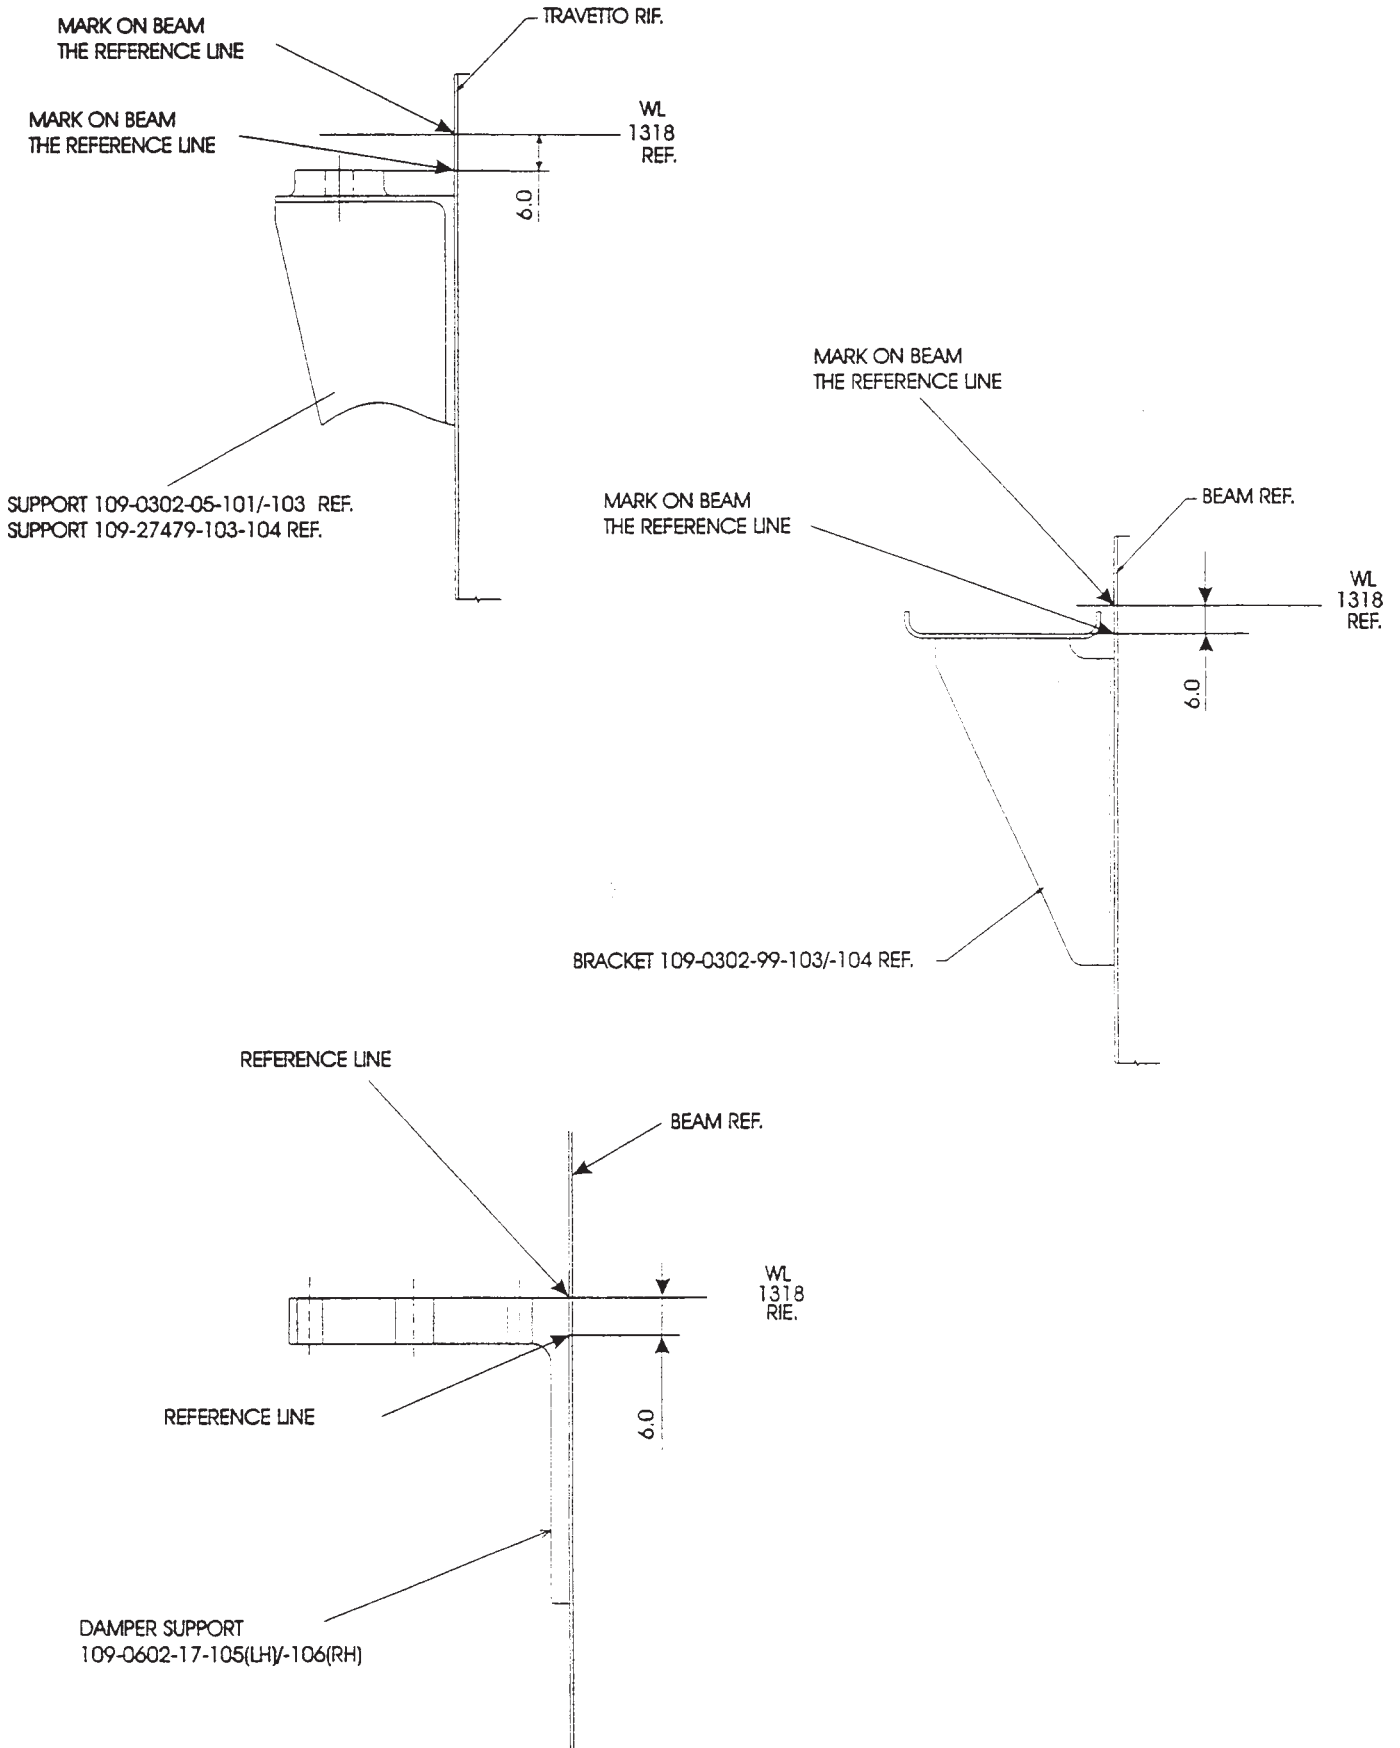 MARK ON BEAM
THE REFERENCE LINE
TRAVETTO RIF.
MARK ON BEAM
THE REFERENCE LINE
WL
1318
REF.
6.0
SUPPORT 109-0302-05-101/-103 REF.
SUPPORT 109-27479-103-104 REF.
MARK ON BEAM
THE REFERENCE LINE
MARK ON BEAM
THE REFERENCE LINE
BEAM REF.
WL
1318
REF.
6.0
BRACKET 109-0302-99-103/-104 REF.
REFERENCE LINE
BEAM REF.
WL
1318
RIE.
REFERENCE LINE
6.0
DAMPER SUPPORT
109-0602-17-105(LH)/-106(RH)